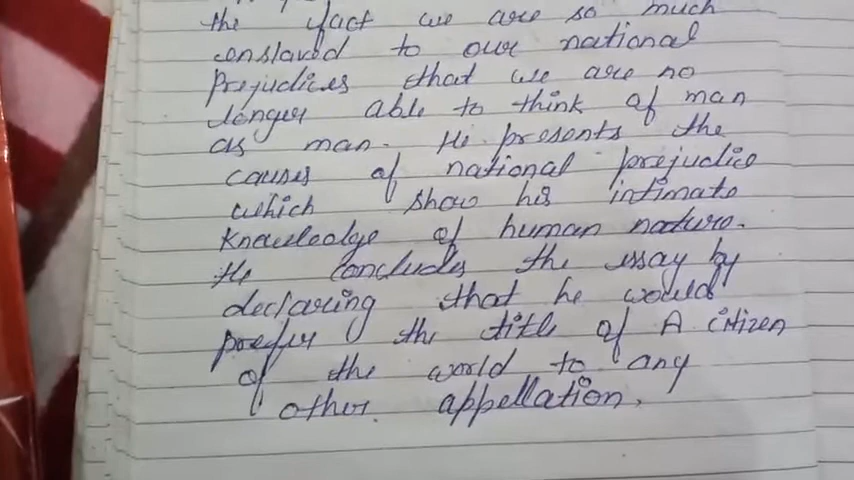 the fact we are so much
enslaved to our national
Prejudices that we are no
longer able to think of man
as man. He presents the
causes of national prejudice
which show his intimate
knowledge of human nature.
He Concludes the essay by
declaring that he would
prefer the title of A citizen
of the world to any
other appellation.